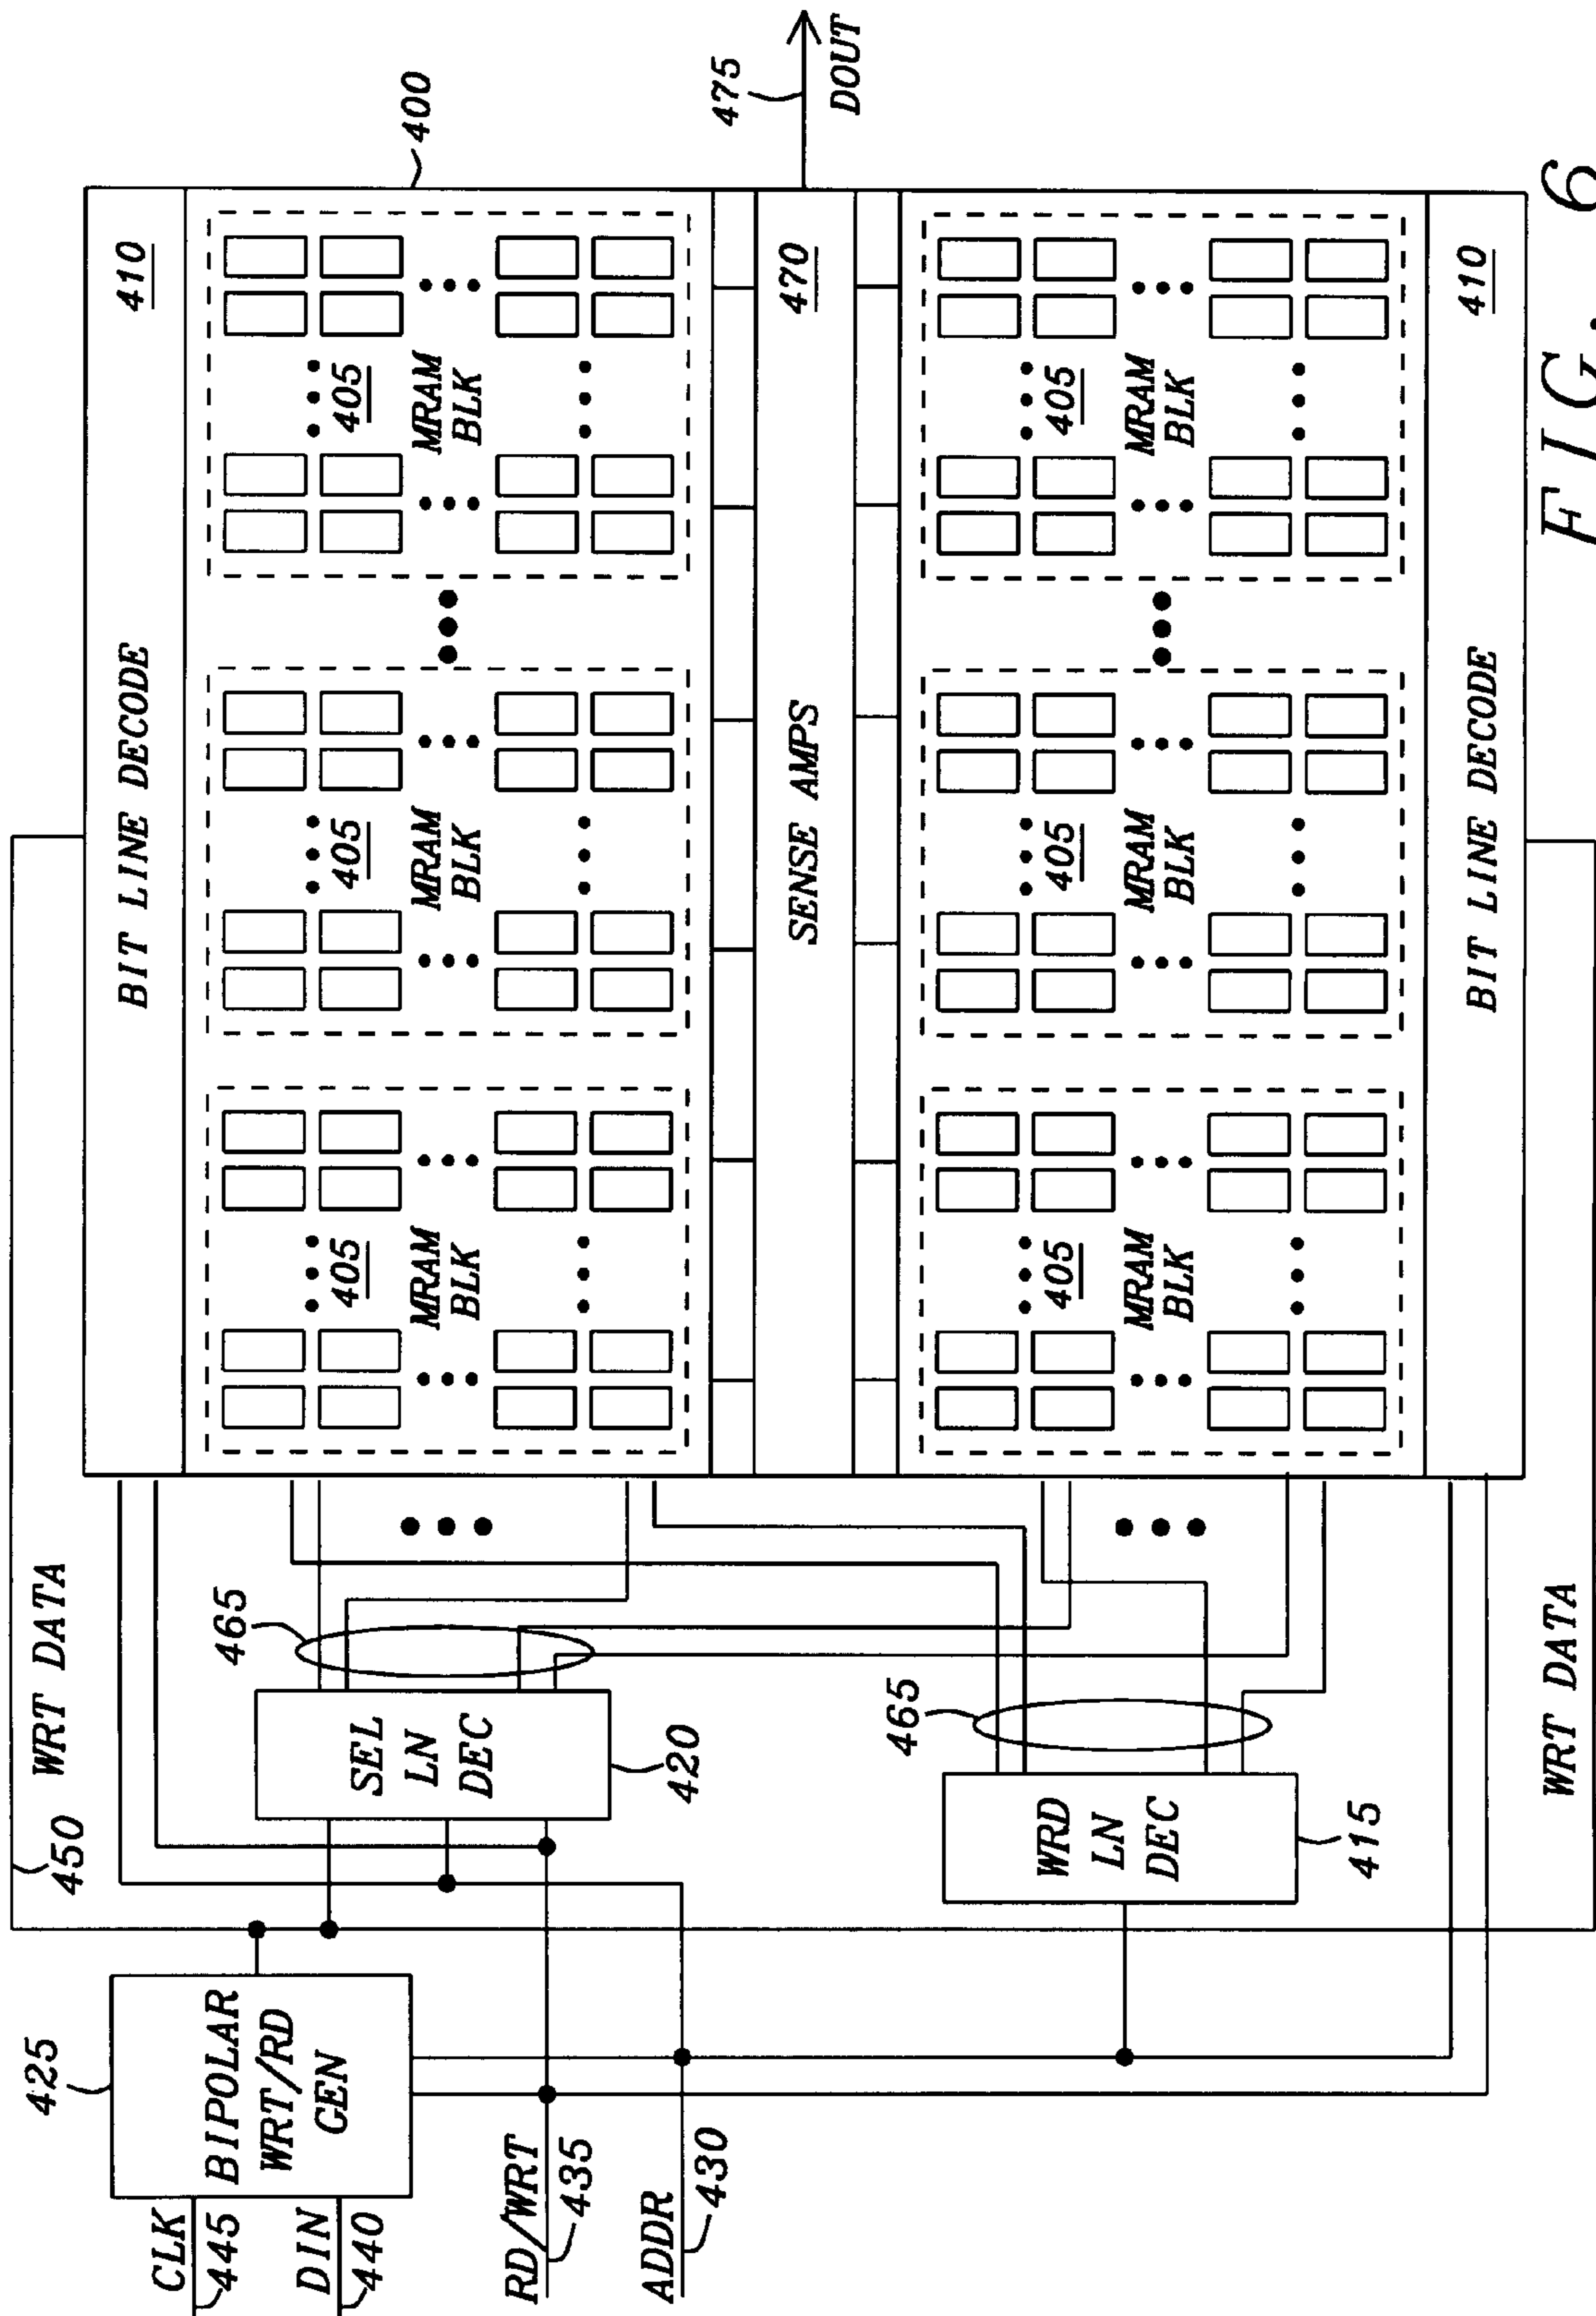 CLK
445
DIN
440
RD/WRT
435
ADDR
430
425
BIPOLAR
WRT/RD
GEN
450
WRT DATA
465
SEL
LN
DEC
420
465
WRD
LN
DEC
415
WRT DATA
BIT LINE DECODE
410
400
405
MRAM
BLK
405
MRAM
BLK
405
MRAM
BLK
SENSE AMPS
470
475
DOUT
405
MRAM
BLK
405
MRAM
BLK
405
MRAM
BLK
BIT LINE DECODE
410
FIG. 6